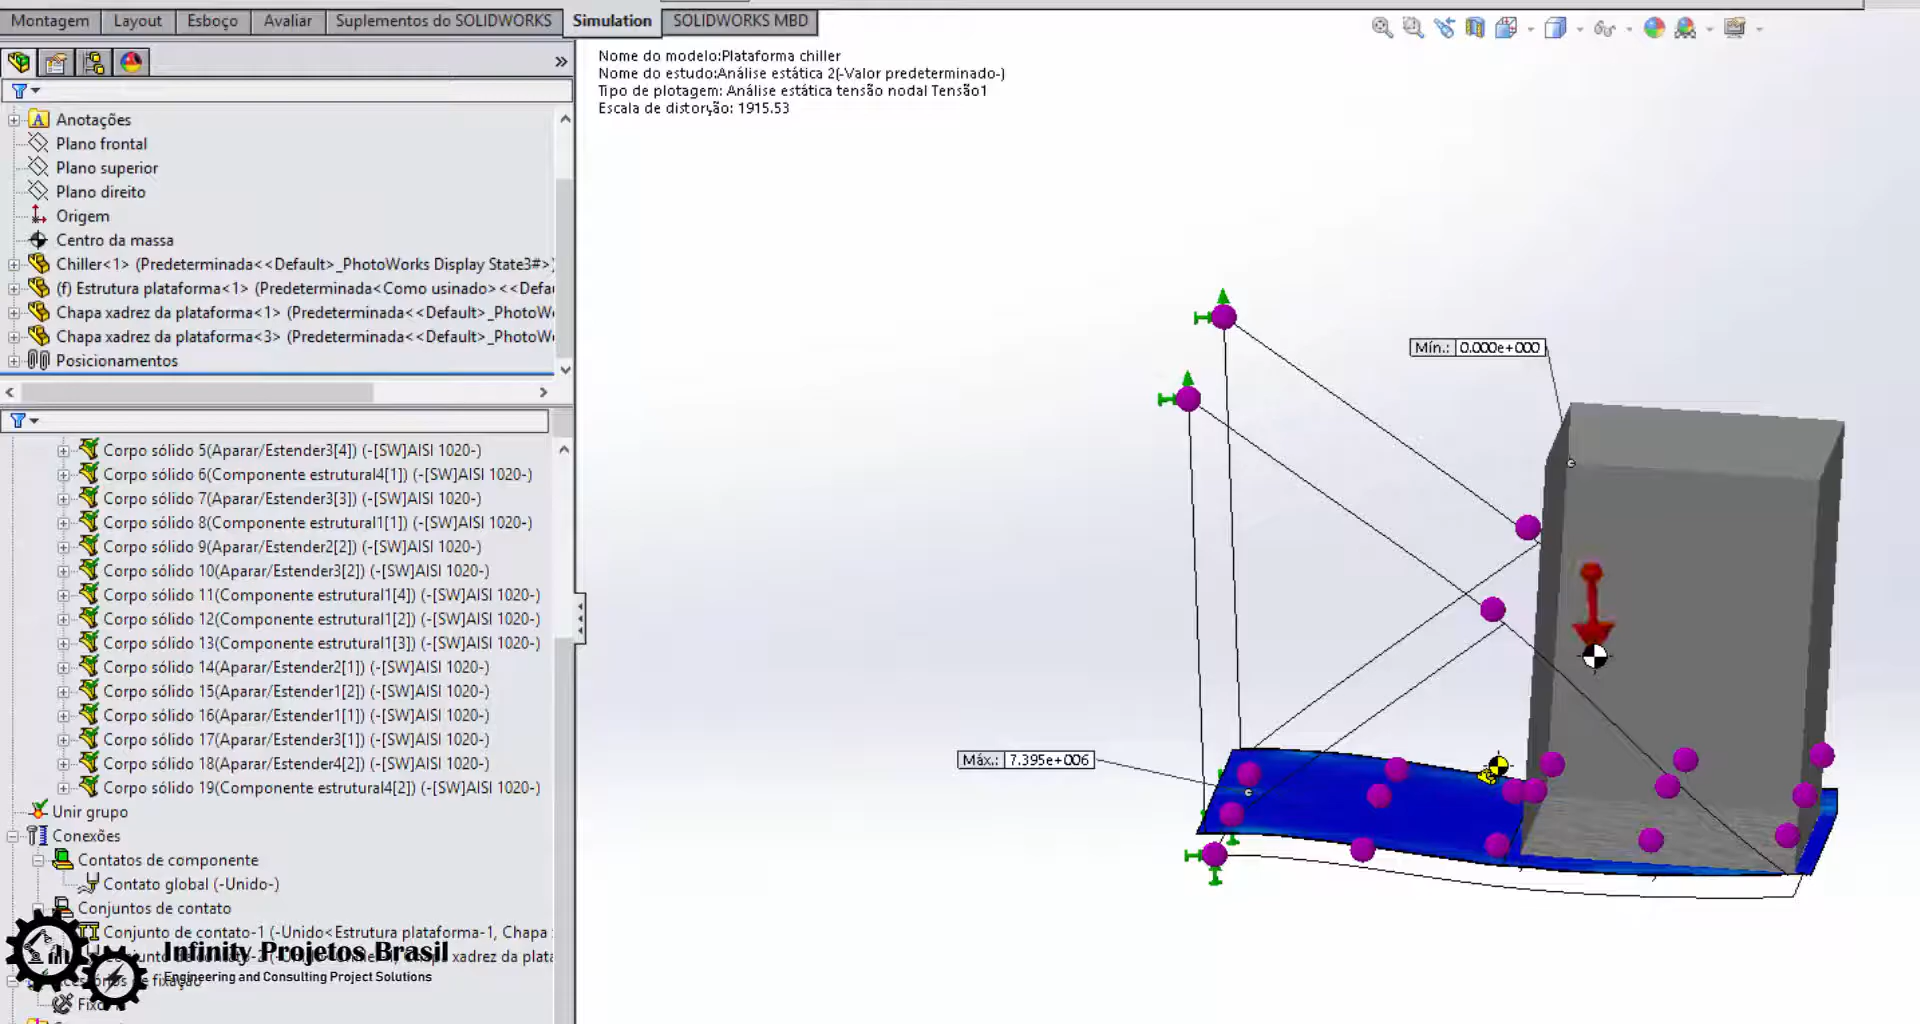 Montagem Layout Esboço Avaliar Suplementos do SOLIDWORKS Simulation SOLIDWORKS MBD
Anotações
Plano frontal
Plano superior
Plano direito
Origem
Centro da massa
Chiller<1> (Predeterminada<<Default>_PhotoWorks Display State3#>)
(f) Estrutura plataforma<1> (Predeterminada<Como usinado><<Defa
Chapa xadrez da plataforma<1> (Predeterminada<<Default>_PhotoW
Chapa xadrez da plataforma<3> (Predeterminada<<Default>_PhotoW
Posicionamentos
Corpo sólido 5(Aparar/Estender3[4]) (-[SW]AISI 1020-)
Corpo sólido 6(Componente estrutural4[1]) (-[SW]AISI 1020-)
Corpo sólido 7(Aparar/Estender3[3]) (-[SW]AISI 1020-)
Corpo sólido 8(Componente estrutural1[1]) (-[SW]AISI 1020-)
Corpo sólido 9(Aparar/Estender2[2]) (-[SW]AISI 1020-)
Corpo sólido 10(Aparar/Estender3[2]) (-[SW]AISI 1020-)
Corpo sólido 11(Componente estrutural1[4]) (-[SW]AISI 1020-)
Corpo sólido 12(Componente estrutural1[2]) (-[SW]AISI 1020-)
Corpo sólido 13(Componente estrutural1[3]) (-[SW]AISI 1020-)
Corpo sólido 14(Aparar/Estender2[1]) (-[SW]AISI 1020-)
Corpo sólido 15(Aparar/Estender1[2]) (-[SW]AISI 1020-)
Corpo sólido 16(Aparar/Estender1[1]) (-[SW]AISI 1020-)
Corpo sólido 17(Aparar/Estender3[1]) (-[SW]AISI 1020-)
Corpo sólido 18(Aparar/Estender4[2]) (-[SW]AISI 1020-)
Corpo sólido 19(Componente estrutural4[2]) (-[SW]AISI 1020-)
Unir grupo
Conexões
Contatos de componente
Contato global (-Unido-)
Conjuntos de contato
Conjunto de contato-1 (-Unido<Estrutura plataforma-1, Chapa
xadrez da plata
de fixação
Infinity Projetos Brasil
Engineering and Consulting Project Solutions
Nome do modelo:Plataforma chiller
Nome do estudo:Análise estática 2(-Valor predeterminado-)
Tipo de plotagem: Análise estática tensão nodal Tensão1
Escala de distorção: 1915.53
Mín.: 0.000e+000
Máx.: 7.395e+006